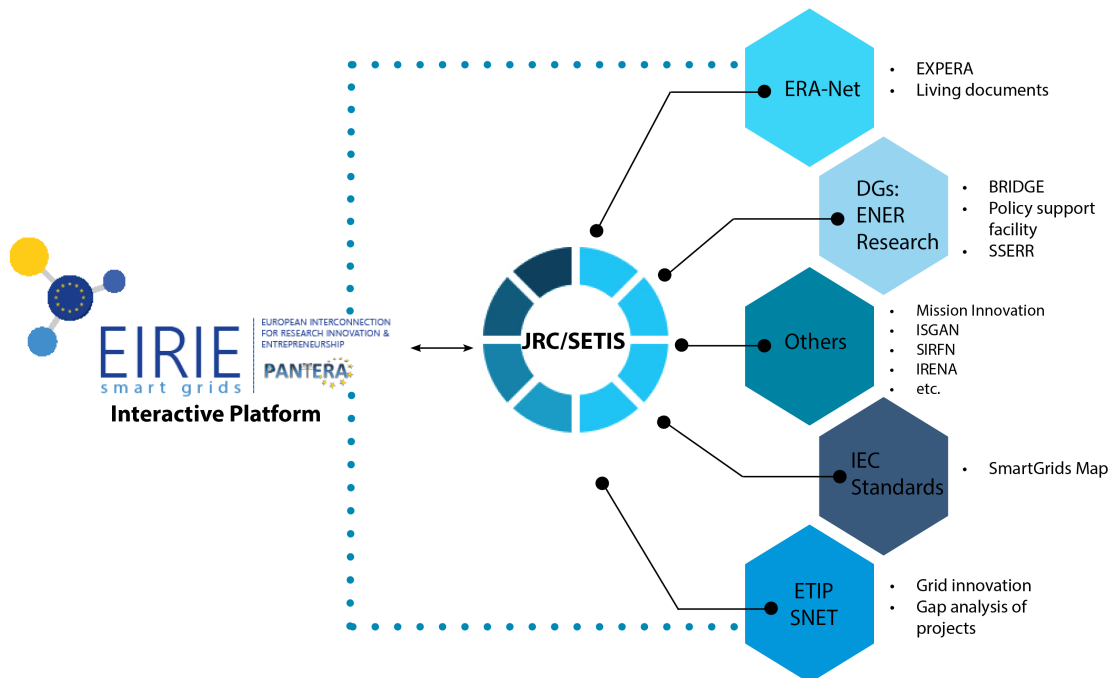 ERA-Net
• EXPERA
• Living documents
DGs:
ENER
Research
• BRIDGE
• Policy support
facility
• SSERR
EIRIE
smart grids
EUROPEAN INTERCONNECTION
FOR RESEARCH INNOVATION &
ENTREPRENEURSHIP
PANTERA
Interactive Platform
JRC/SETIS
Others
• Mission Innovation
• ISGAN
• SIRFN
• IRENA
• etc.
IEC
Standards
• SmartGrids Map
ETIP
SNET
• Grid innovation
• Gap analysis of
projects